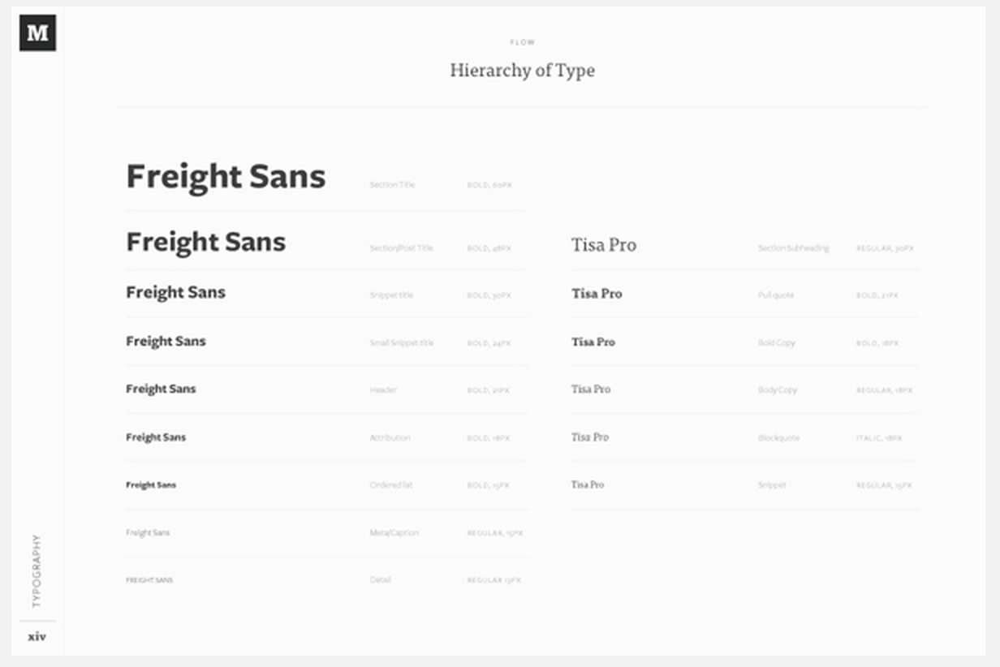 M
FLOW
Hierarchy of Type
Freight Sans Section Title BOLD, 60PX
Freight Sans Section/Post Title BOLD, 48PX
Tisa Pro Section Subheading REGULAR, 30PX
Freight Sans Snippet title BOLD, 30PX
Tisa Pro Pull quote BOLD, 21PX
Freight Sans Small Snippet title BOLD, 24PX
Tisa Pro Bold Copy BOLD, 18PX
Freight Sans Header BOLD, 21PX
Tisa Pro Body Copy REGULAR, 18PX
Freight Sans Attribution BOLD, 18PX
Tisa Pro Blockquote ITALIC, 18PX
Freight Sans Ordered list BOLD, 15PX
Tisa Pro Snippet REGULAR, 15PX
Freight Sans Meta/Caption REGULAR, 15PX
FREIGHT SANS Detail REGULAR 13PX
TYPOGRAPHY
xiv